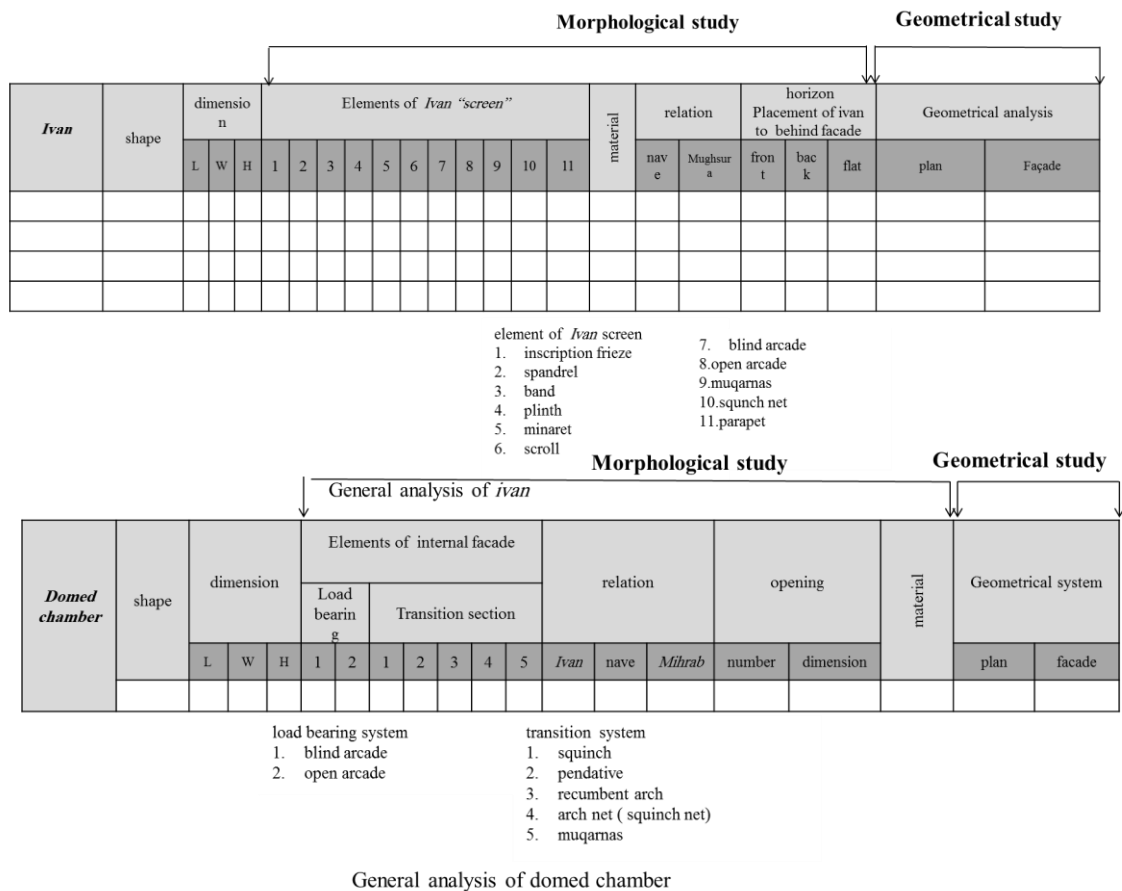 Morphological study Geometrical study
Ivan shape dimensio
n Elements of Ivan “screen” material relation horizon
Placement of ivan
to behind facade Geometrical analysis
L W H 1 2 3 4 5 6 7 8 9 10 11 nav
e Mughsur
a fron
t bac
k flat plan Façade
element of Ivan screen
1. inscription frieze
2. spandrel
3. band
4. plinth
5. minaret
6. scroll
7. blind arcade
8.open arcade
9.muqarnas
10.squnch net
11.parapet
Morphological study Geometrical study
General analysis of ivan
Domed
chamber shape dimension Elements of internal facade relation opening material Geometrical system
Load
bearin
g Transition section
L W H 1 2 1 2 3 4 5 Ivan nave Mihrab number dimension plan facade
load bearing system
1. blind arcade
2. open arcade
transition system
1. squinch
2. pendative
3. recumbent arch
4. arch net ( squinch net)
5. muqarnas
General analysis of domed chamber